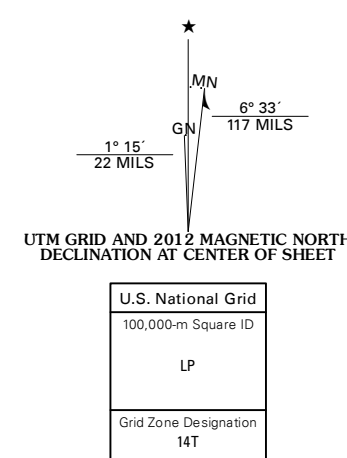 MN
GN
6° 33´
117 MILS
1° 15´
22 MILS
UTM GRID AND 2012 MAGNETIC NORTH
DECLINATION AT CENTER OF SHEET
U.S. National Grid
100,000-m Square ID
LP
Grid Zone Designation
14T